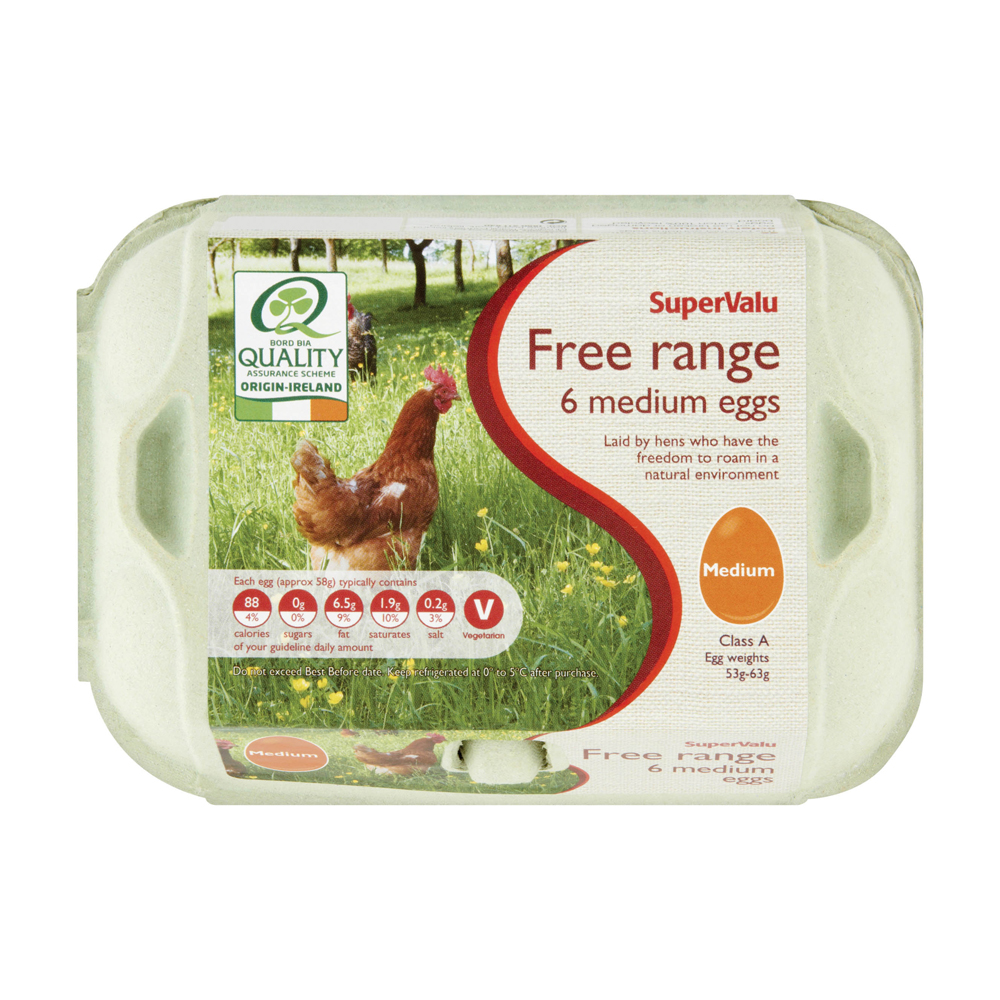 BORD BIA
QUALITY
ASSURANCE SCHEME
ORIGIN-IRELAND
SuperValu
Free range
6 medium eggs
Laid by hens who have the
freedom to roam in a
natural environment
Medium
Class A
Egg weights
53g-63g
Each egg (approx 58g) typically contains
88 0g 6.5g 1.9g 0.2g
4% 0% 9% 10% 3%
calories sugars fat saturates salt
V
Vegetarian
of your guideline daily amount
Do not exceed Best Before date. Keep refrigerated at 0° to 5°C after purchase.
Medium
SuperValu
Free range
6 medium
eggs